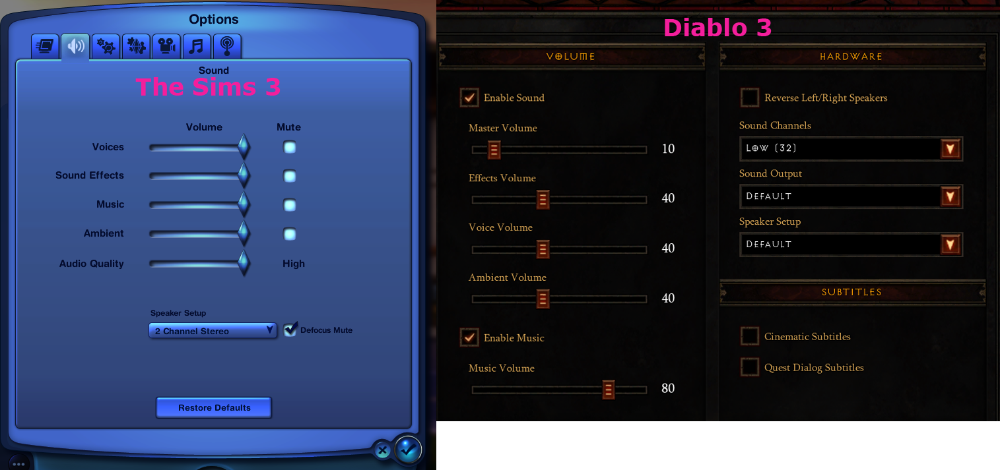 Options
Sound
The Sims 3
Volume Mute
Voices
Sound Effects
Music
Ambient
Audio Quality High
Speaker Setup
2 Channel Stereo Defocus Mute
Restore Defaults
Diablo 3
VOLUME
Enable Sound
Master Volume
10
Effects Volume
40
Voice Volume
40
Ambient Volume
40
Enable Music
Music Volume
80
HARDWARE
Reverse Left/Right Speakers
Sound Channels
LOW (32)
Sound Output
DEFAULT
Speaker Setup
DEFAULT
SUBTITLES
Cinematic Subtitles
Quest Dialog Subtitles